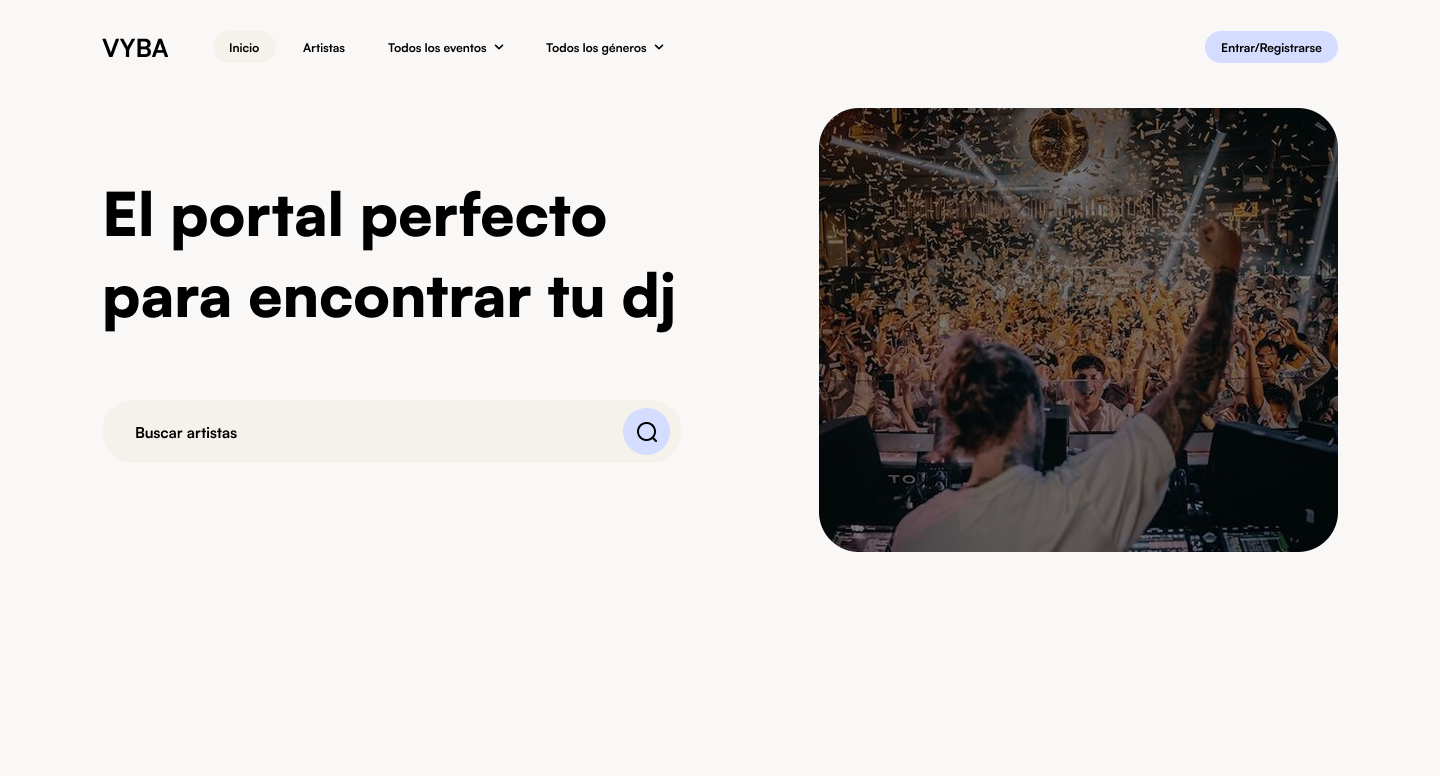 VYBA
Inicio
Artistas
Todos los eventos
Todos los géneros
Entrar/Registrarse
El portal perfecto
para encontrar tu dj
Buscar artistas
TO